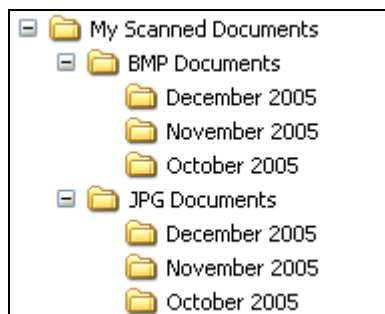 My Scanned Documents
BMP Documents
December 2005
November 2005
October 2005
JPG Documents
December 2005
November 2005
October 2005